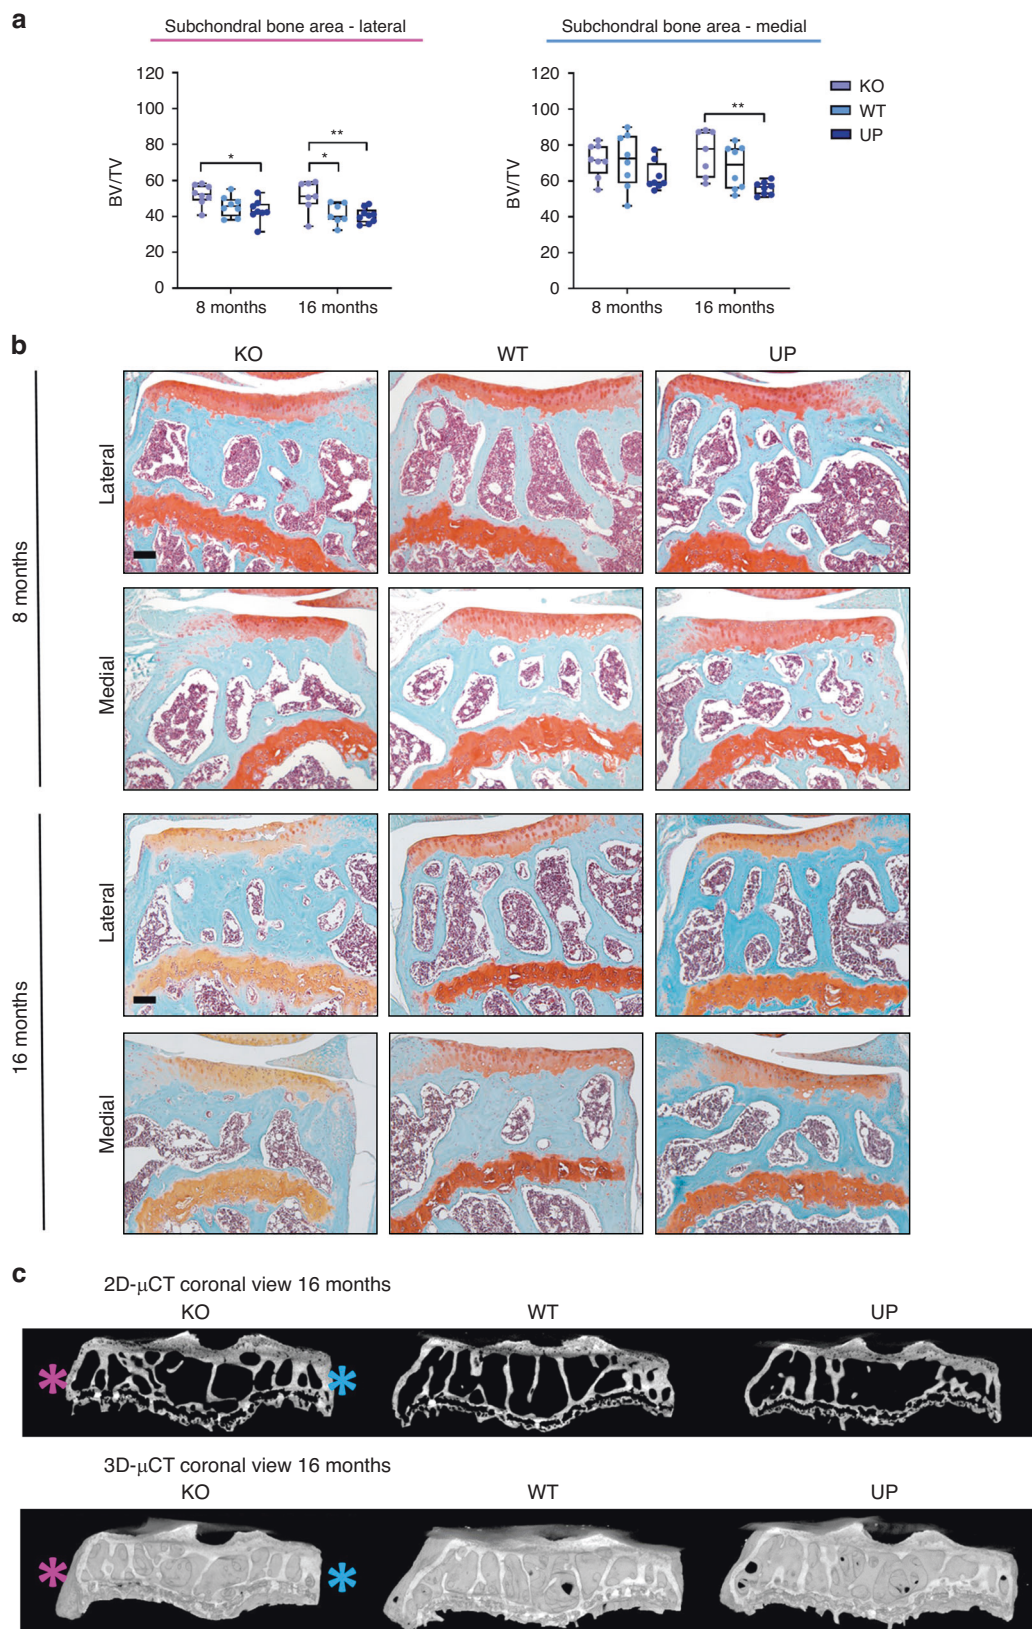 a
Subchondral bone area - lateral
Subchondral bone area - medial
120
100
80
60
40
20
0
BV/TV
*
**
*
8 months
16 months
120
100
80
60
40
20
0
BV/TV
**
8 months
16 months
KO
WT
UP
b
KO
WT
UP
8 months
Lateral
Medial
16 months
Lateral
Medial
c
2D-μCT coronal view 16 months
KO
WT
UP
*
*
3D-μCT coronal view 16 months
KO
WT
UP
*
*